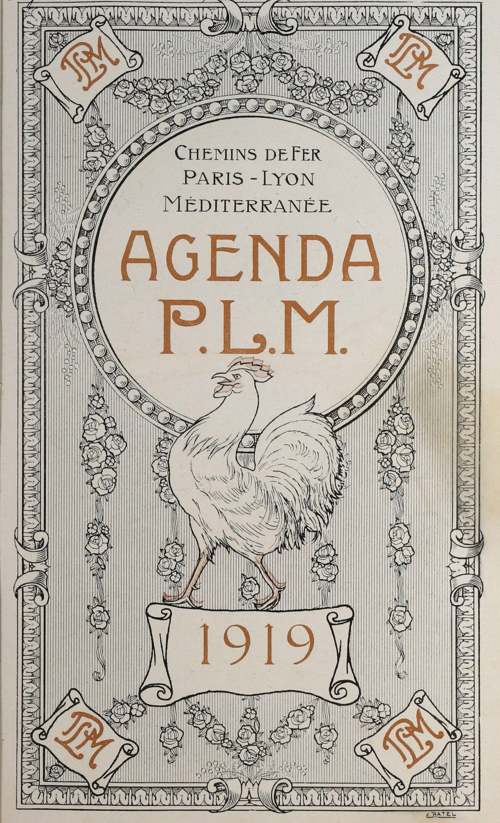 PLM PLM
CHEMINS DE FER
PARIS - LYON
MÉDITERRANÉE
AGENDA
P.L.M.
1919
PLM PLM
L. RATEL